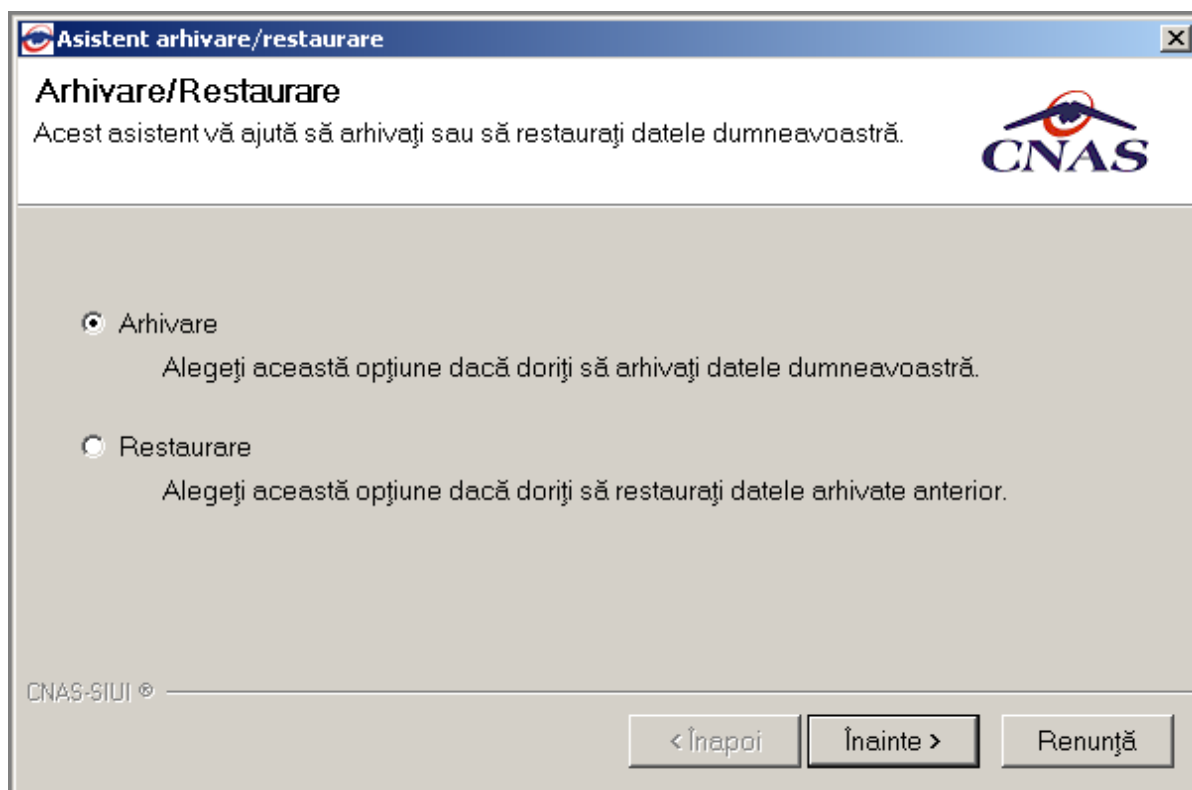 Asistent arhivare/restaurare
Arhivare/Restaurare
Acest asistent vă ajută să arhivaţi sau să restauraţi datele dumneavoastră.
CNAS
Arhivare
Alegeţi această opţiune dacă doriţi să arhivaţi datele dumneavoastră.
Restaurare
Alegeţi această opţiune dacă doriţi să restauraţi datele arhivate anterior.
CNAS-SIUI ®
< Înapoi
Înainte >
Renunţă